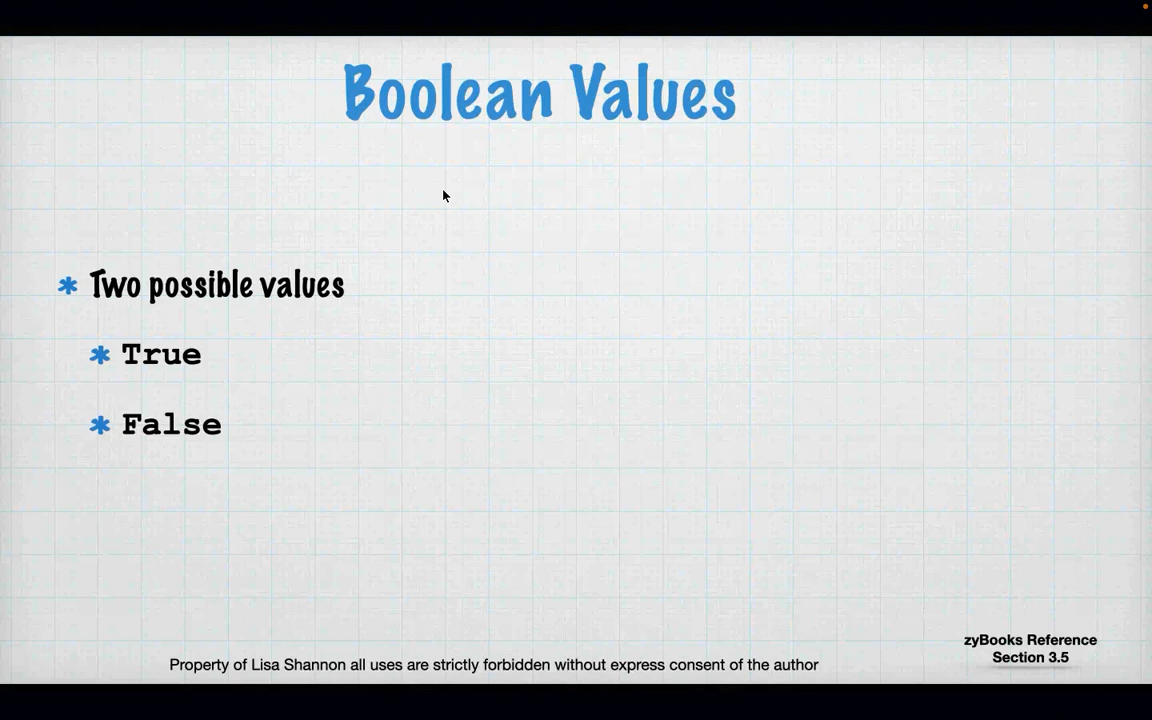 Boolean Values
* Two possible values
* True
* False
zyBooks Reference
Section 3.5
Property of Lisa Shannon all uses are strictly forbidden without express consent of the author